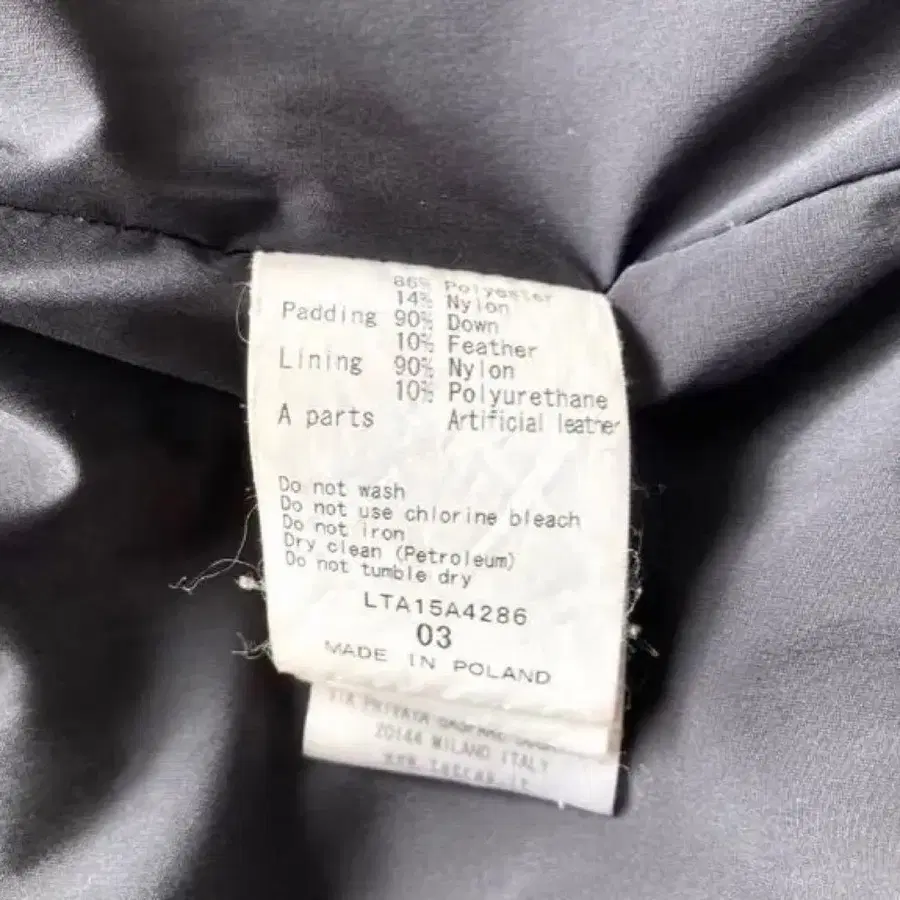 86% Polyester
14% Nylon
Padding 90% Down
10% Feather
Lining 90% Nylon
10% Polyurethane
A parts Artificial leather
Do not wash
Do not use chlorine bleach
Do not iron
Dry clean (Petroleum)
Do not tumble dry
LTA15A4286
03
MADE IN POLAND
VIA PRIVATA
20144 MILANO ITALY